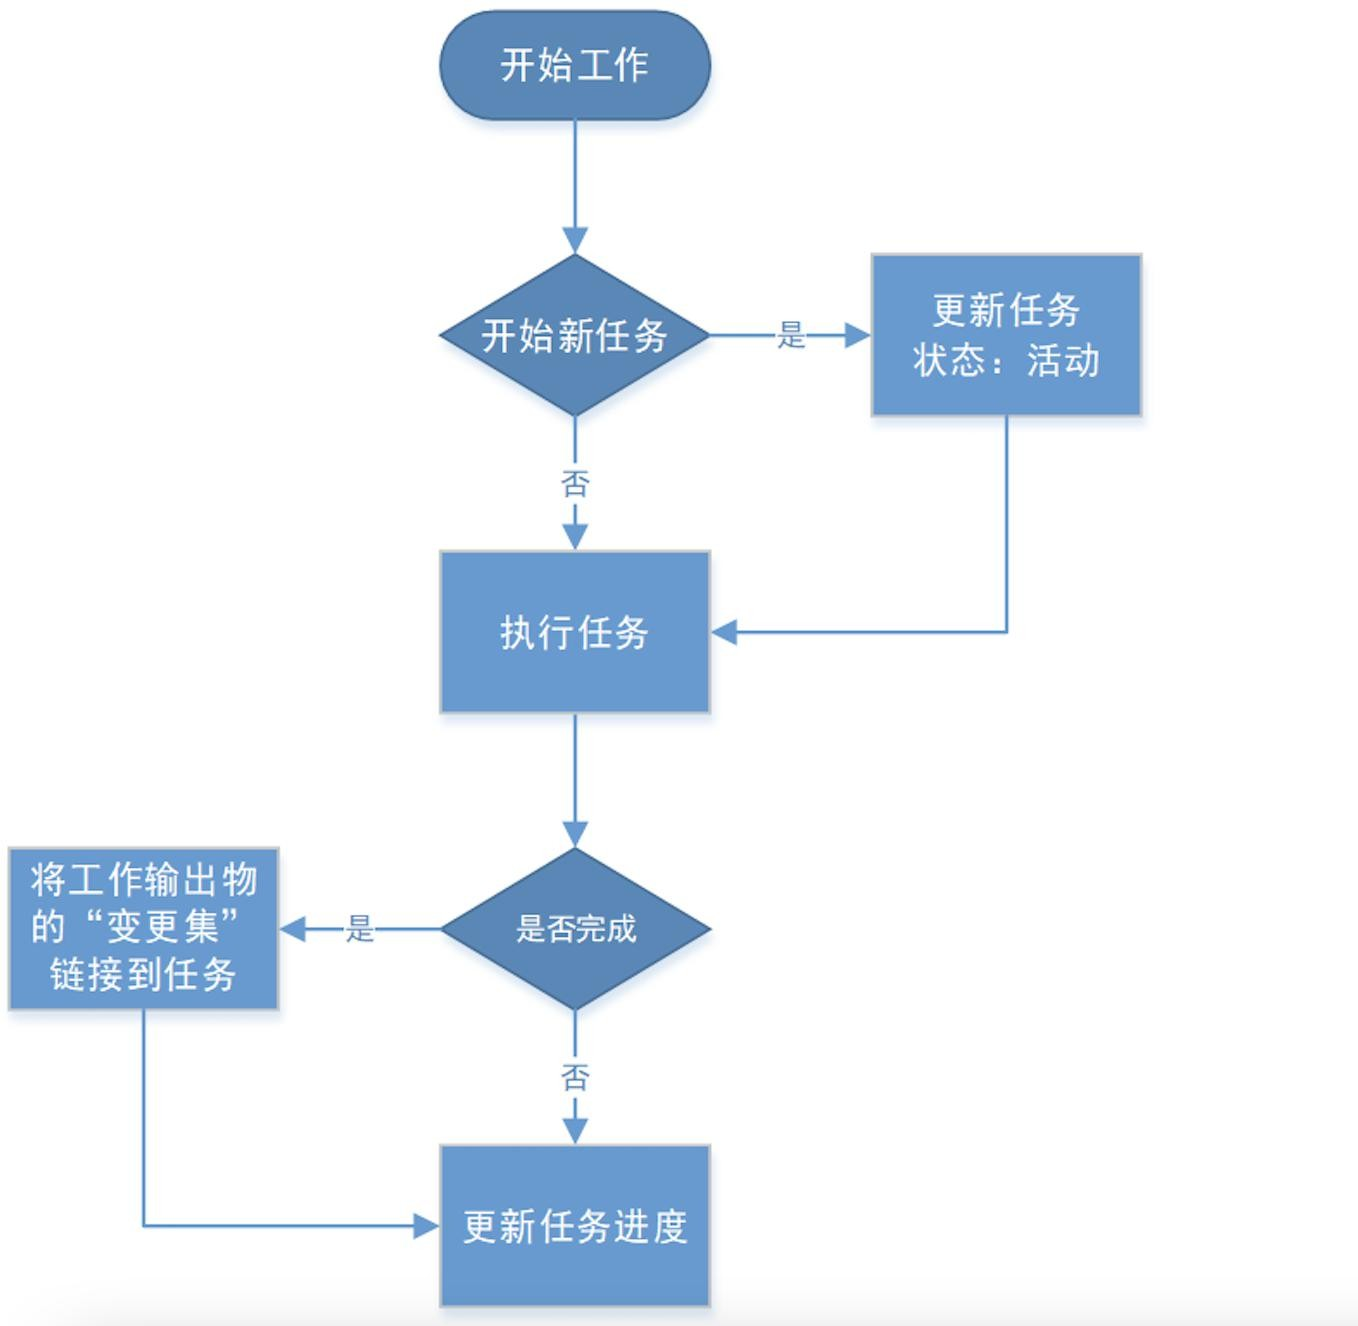 开始工作
开始新任务
是
更新任务
状态：活动
否
执行任务
将工作输出物
的“变更集”
链接到任务
是
是否完成
否
更新任务进度